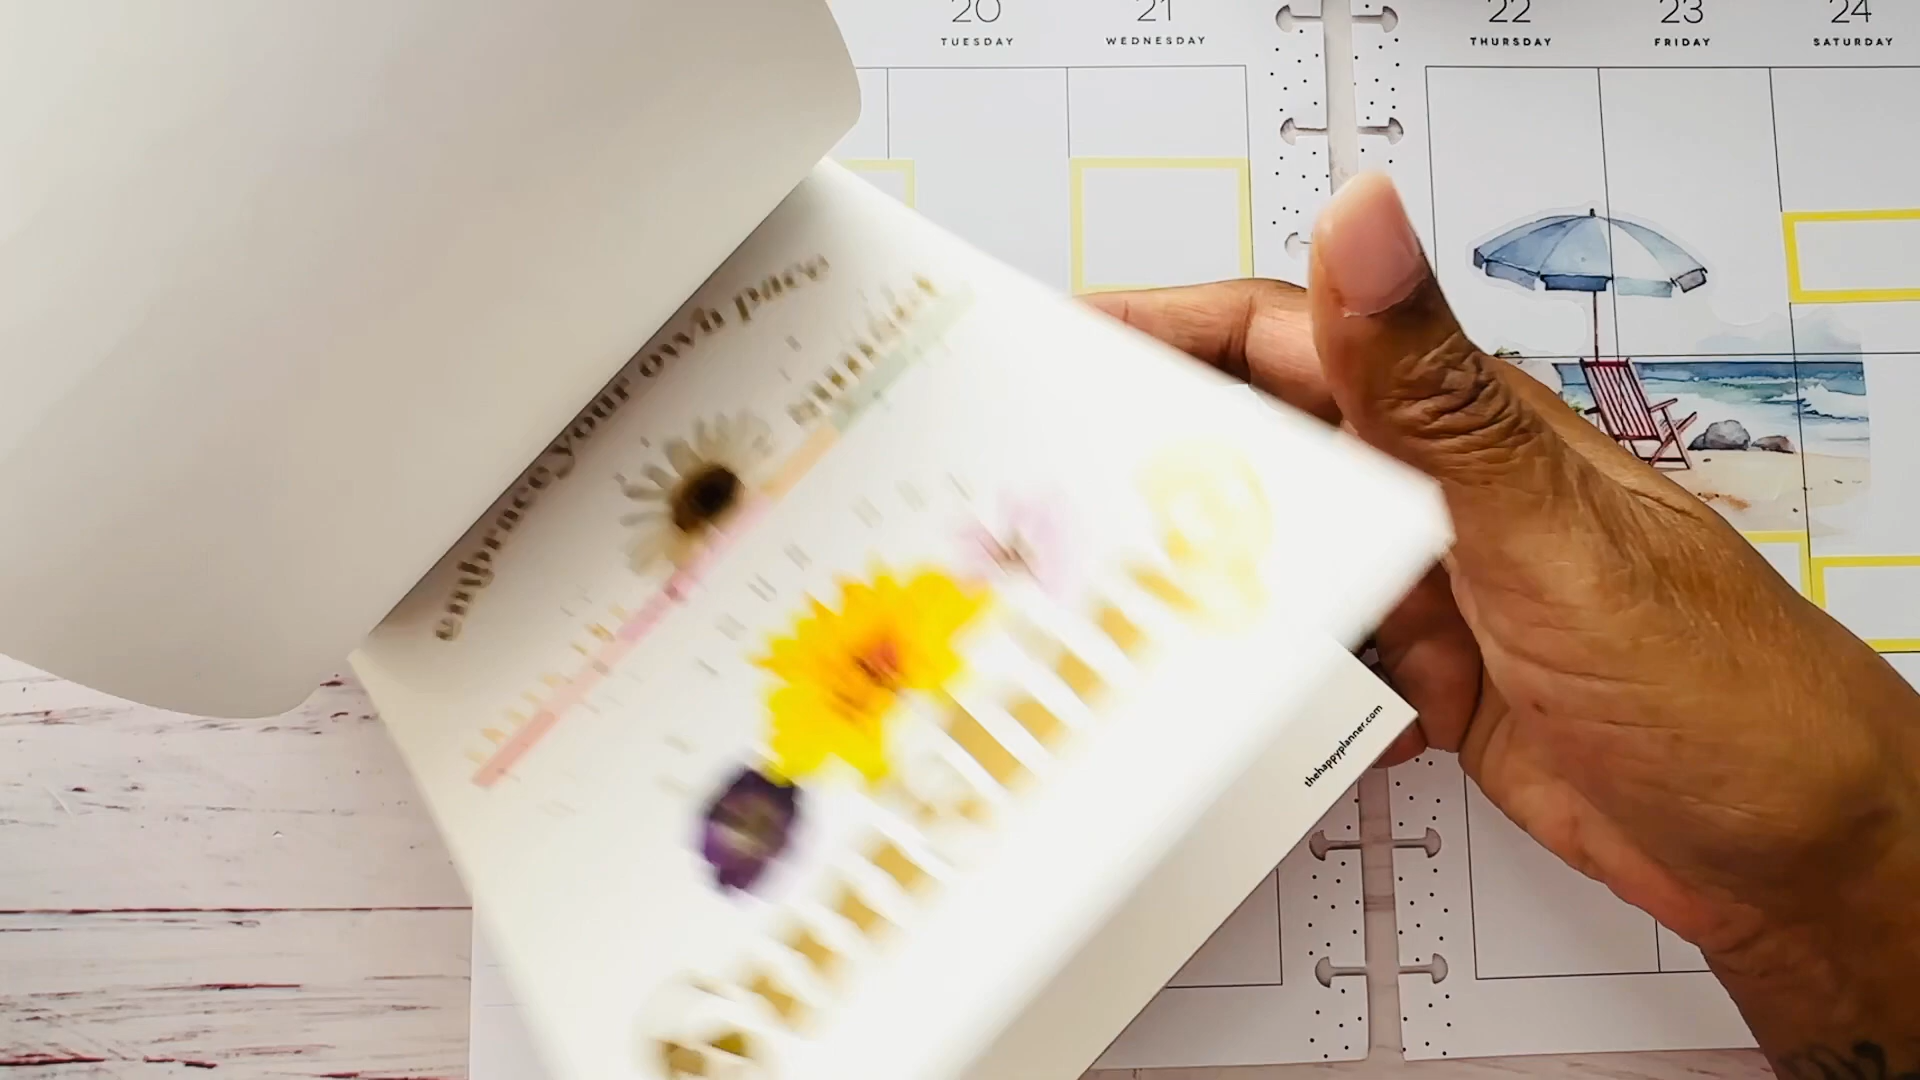 20
TUESDAY
21
WEDNESDAY
22
THURSDAY
23
FRIDAY
24
SATURDAY
embrace your own pace
thehappyplanner.com